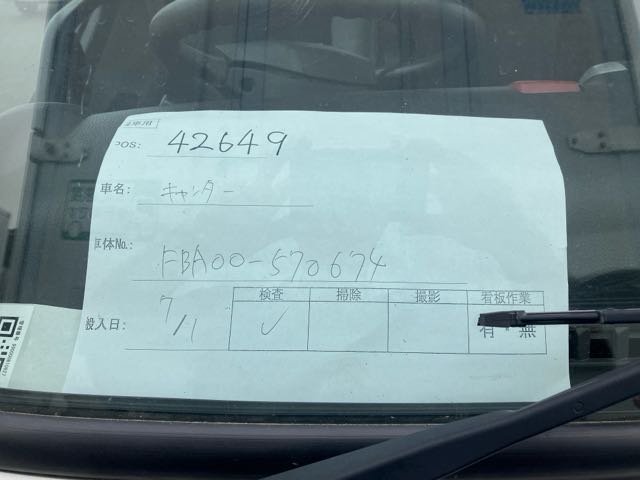 POS: 42649
車名: キャンター
車体No.: FBA00-570674
搬入日: 7/1
検査 掃除 撮影 看板作業
✓ 有・無